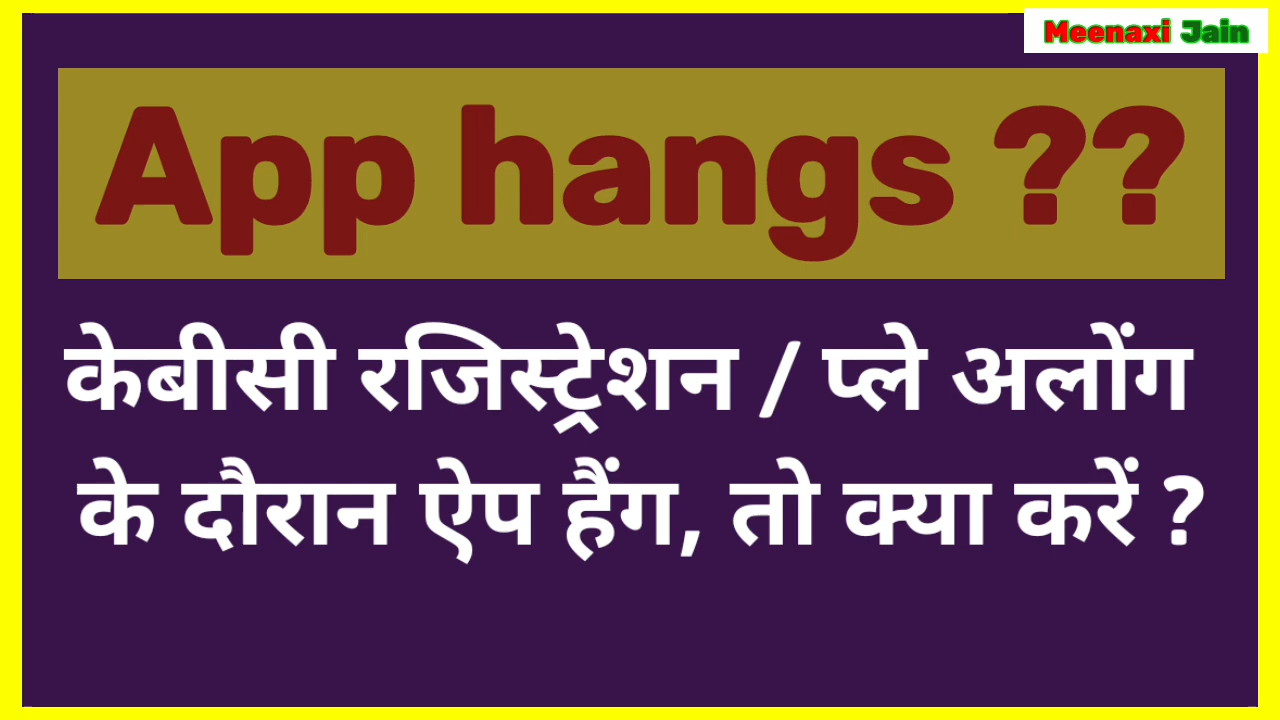 Meenaxi Jain
App hangs ??
केबीसी रजिस्ट्रेशन / प्ले अलोंग
के दौरान ऐप हैंग, तो क्या करें ?